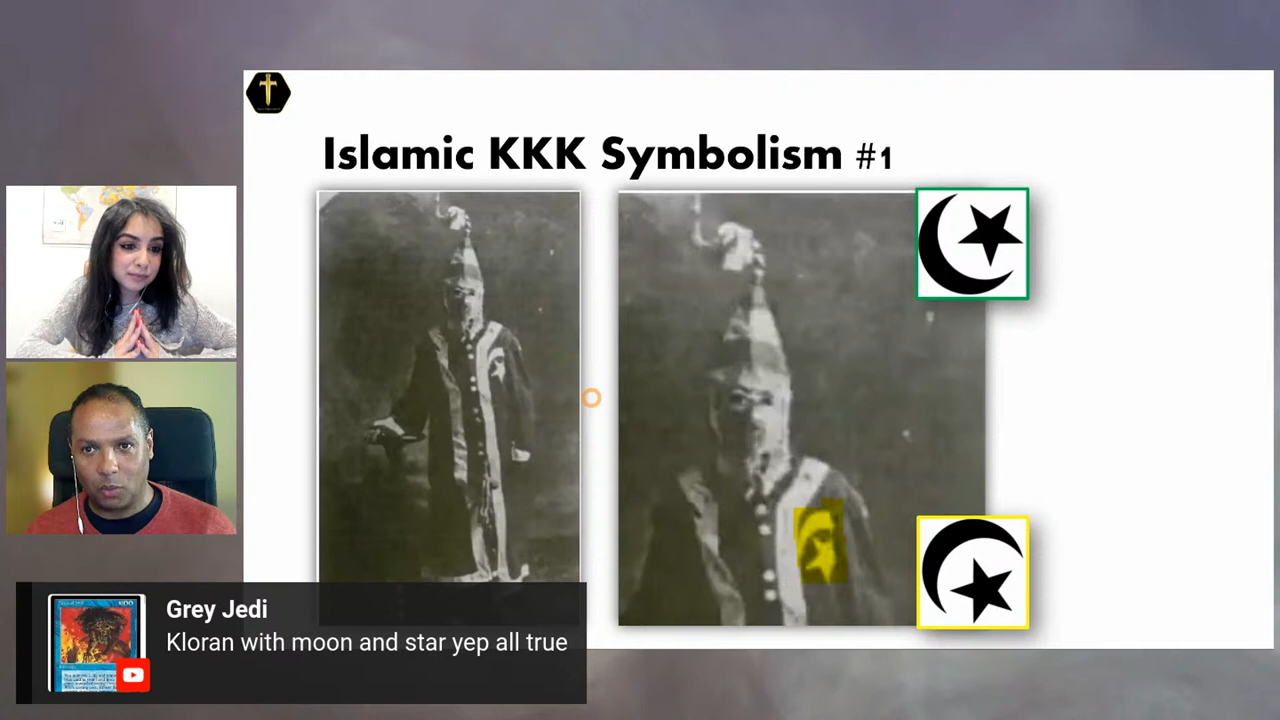 Islamic KKK Symbolism #1
Grey Jedi
Kloran with moon and star yep all true